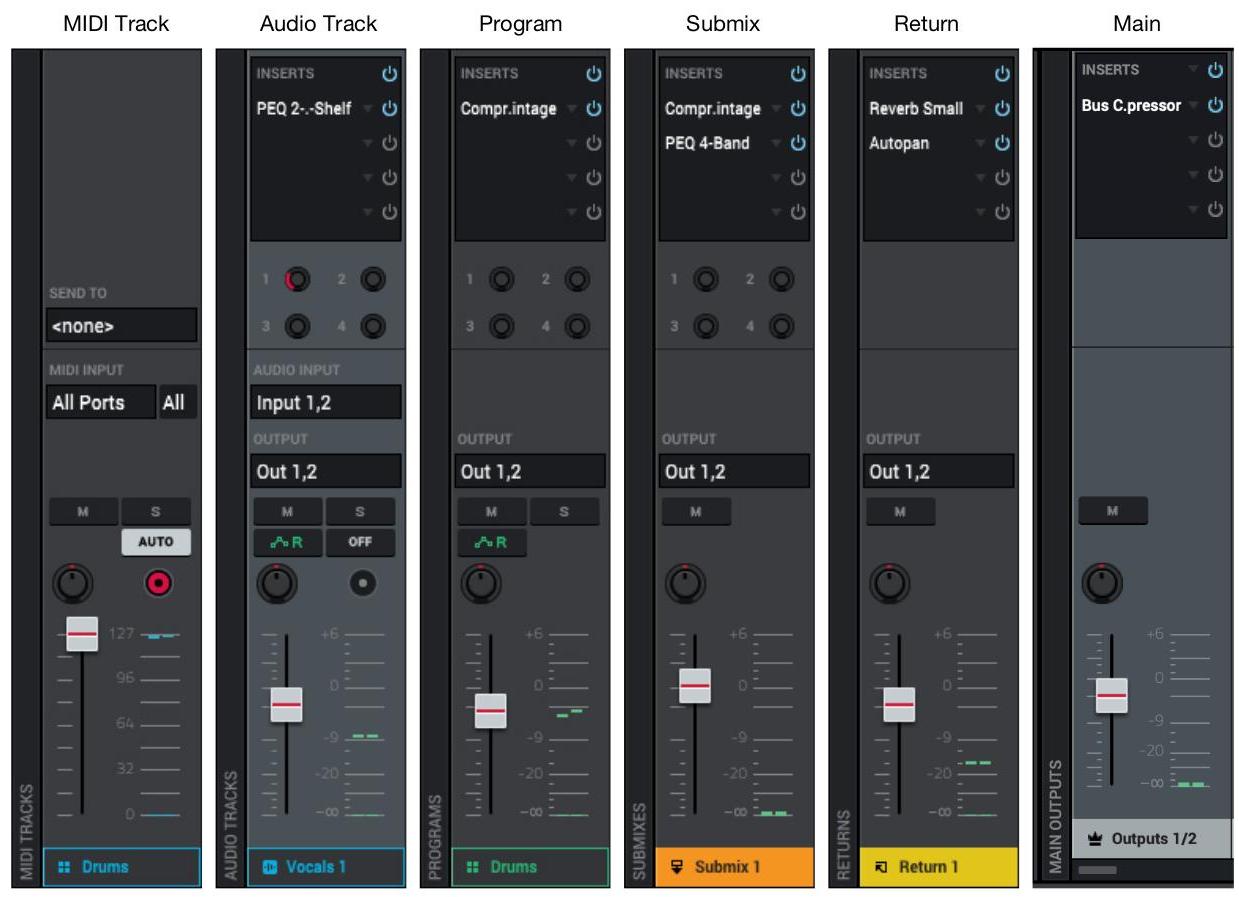 MIDI Track
SEND TO
<none>
MIDI INPUT
All Ports All
M S
AUTO
127
96
64
32
0
MIDI TRACKS
Drums
Audio Track
INSERTS
PEQ 2-.-Shelf
1 2
3 4
AUDIO INPUT
Input 1,2
OUTPUT
Out 1,2
M S
R OFF
+6
0
-9
-20
-∞
AUDIO TRACKS
Vocals 1
Program
INSERTS
Compr.intage
1 2
3 4
OUTPUT
Out 1,2
M S
R
+6
0
-9
-20
-∞
PROGRAMS
Drums
Submix
INSERTS
Compr.intage
PEQ 4-Band
1 2
3 4
OUTPUT
Out 1,2
M
+6
0
-9
-20
-∞
SUBMIXES
Submix 1
Return
INSERTS
Reverb Small
Autopan
OUTPUT
Out 1,2
M
+6
0
-9
-20
-∞
RETURNS
Return 1
Main
INSERTS
Bus C.pressor
M
+6
0
-9
-20
-∞
MAIN OUTPUTS
Outputs 1/2